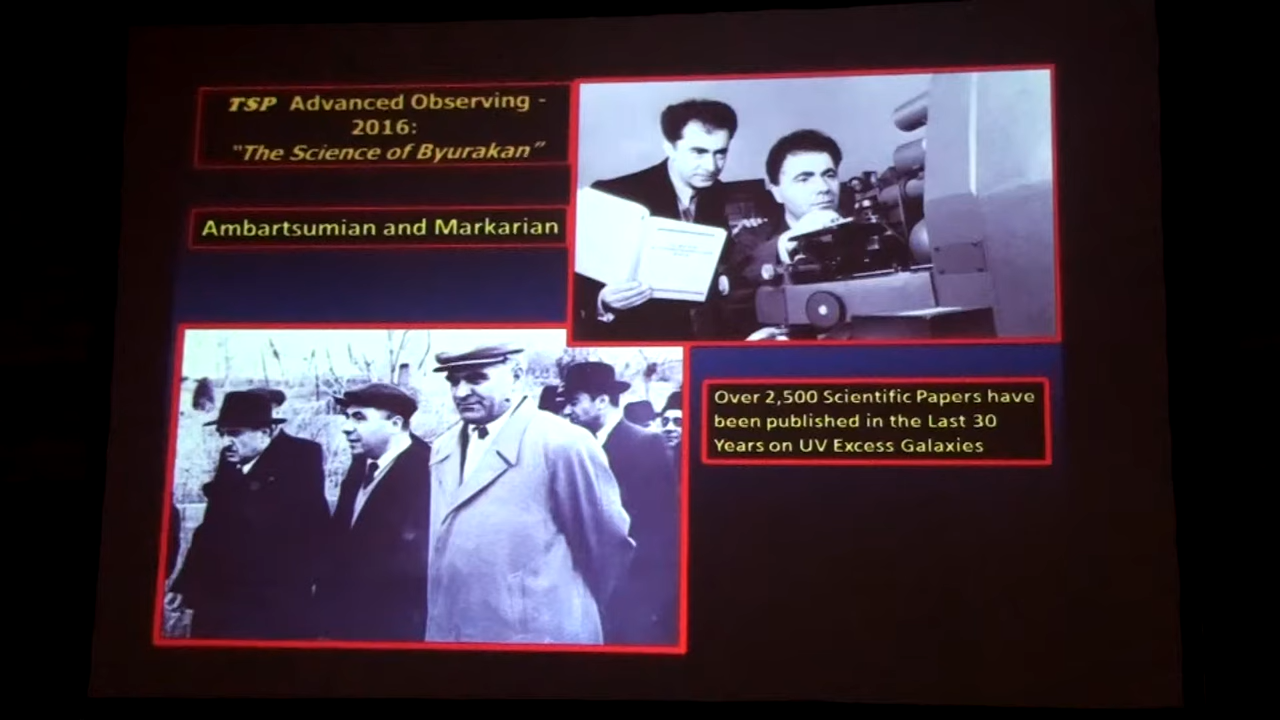 TSP Advanced Observing -
2016:
"The Science of Byurakan"
Ambartsumian and Markarian
Over 2,500 Scientific Papers have
been published in the Last 30
Years on UV Excess Galaxies